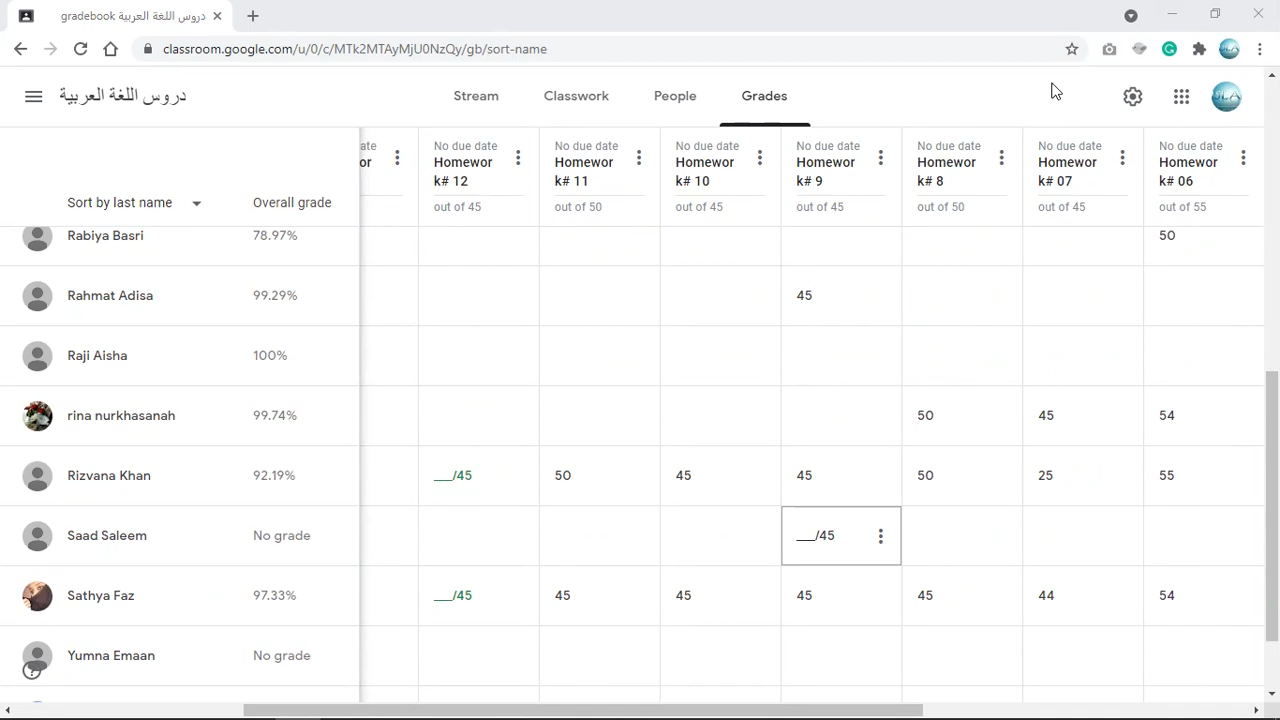 دروس اللغة العربية gradebook
classroom.google.com/u/0/c/MTk2MTAyMjU0NzQy/gb/sort-name
دروس اللغة العربية
Stream Classwork People Grades
Sort by last name Overall grade
ate
or
No due date
Homewor
k# 12
out of 45
No due date
Homewor
k# 11
out of 50
No due date
Homewor
k# 10
out of 45
No due date
Homewor
k# 9
out of 45
No due date
Homewor
k# 8
out of 50
No due date
Homewor
k# 07
out of 45
No due date
Homewor
k# 06
out of 55
Rabiya Basri 78.97% 50
Rahmat Adisa 99.29% 45
Raji Aisha 100%
rina nurkhasanah 99.74% 50 45 54
Rizvana Khan 92.19% ___/45 50 45 45 50 25 55
Saad Saleem No grade ___/45
Sathya Faz 97.33% ___/45 45 45 45 45 44 54
Yumna Emaan No grade